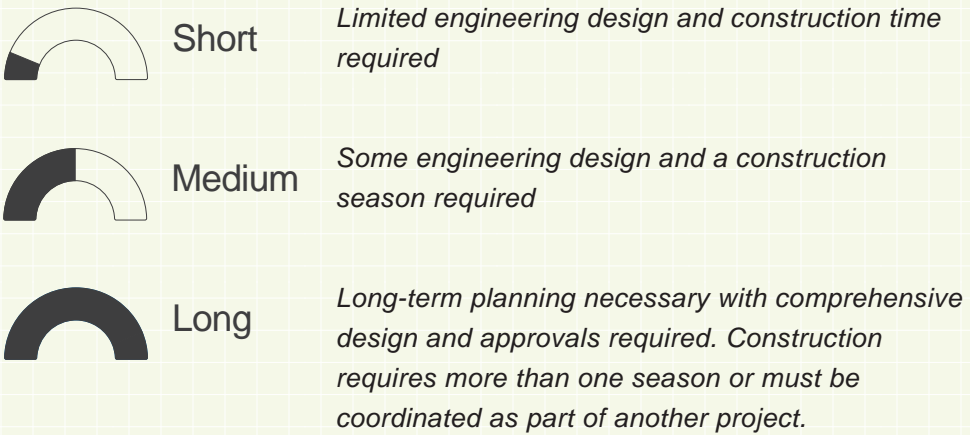 Short
Limited engineering design and construction time
required
Medium
Some engineering design and a construction
season required
Long
Long-term planning necessary with comprehensive
design and approvals required. Construction
requires more than one season or must be
coordinated as part of another project.